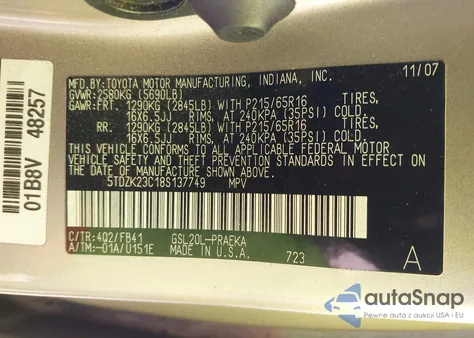 MFD. BY: TOYOTA MOTOR MANUFACTURING, INDIANA, INC. 11/07
GVWR: 2580KG (5690LB)
GAWR: FRT. 1290KG (2845LB) WITH P215/65R16 TIRES,
16X6.5JJ RIMS, AT 240KPA (35PSI) COLD
RR. 1290KG (2845LB) WITH P215/65R16 TIRES,
16X6.5JJ RIMS, AT 240KPA (35PSI) COLD
THIS VEHICLE CONFORMS TO ALL APPLICABLE FEDERAL MOTOR
VEHICLE SAFETY AND THEFT PREVENTION STANDARDS IN
EFFECT ON THE DATE OF MANUFACTURE SHOWN ABOVE.
5TDZK23C18S137749 MPV
C/TR: 4Q2/FB41 GSL20L-PRAEKA
A/TM: -01A/U151E MADE IN U.S.A. 723 A
01B8V 48257
autoSnap
Pewne auta z aukcji USA i EU